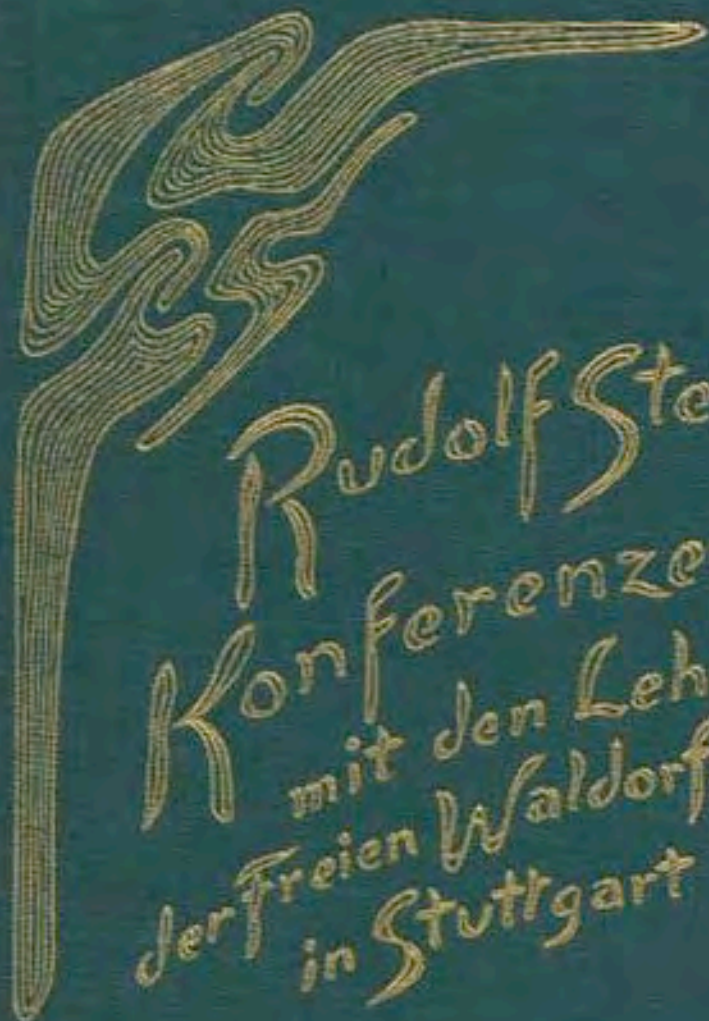 Rudolf Ste
Konferenze
mit den Leh
der Freien Waldorf
in Stuttgart